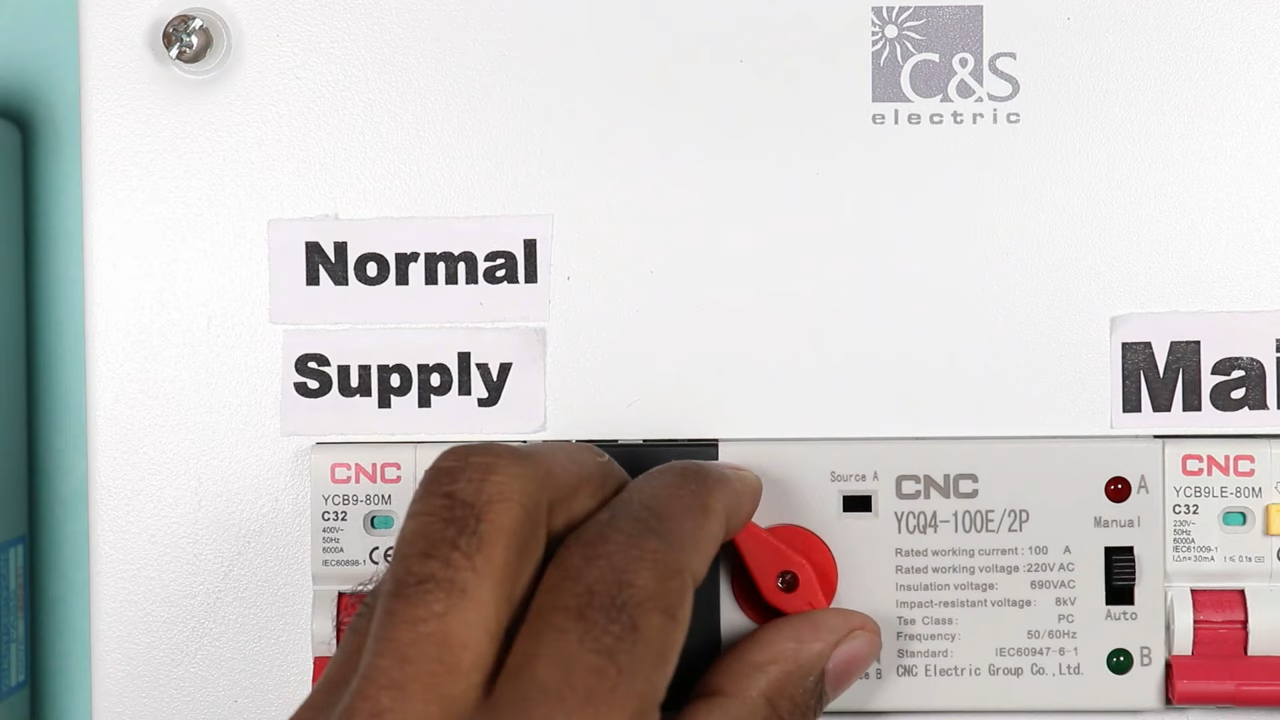 C&S
electric
Normal
Supply
CNC
YCB9-80M
C32
400V~
50Hz
6000A
IEC60898-1
Source A
CNC
YCQ4-100E/2P
Rated working current : 100 A
Rated working voltage : 220V AC
Insulation voltage: 690VAC
Impact-resistant voltage: 8kV
Tse Class: PC
Frequency: 50/60Hz
Standard: IEC60947-6-1
CNC Electric Group Co., Ltd.
A
Manual
Auto
B
B
CNC
YCB9LE-80M
C32
230V~
50Hz
6000A
IEC61009-1
I△n=30mA t≤0.1s